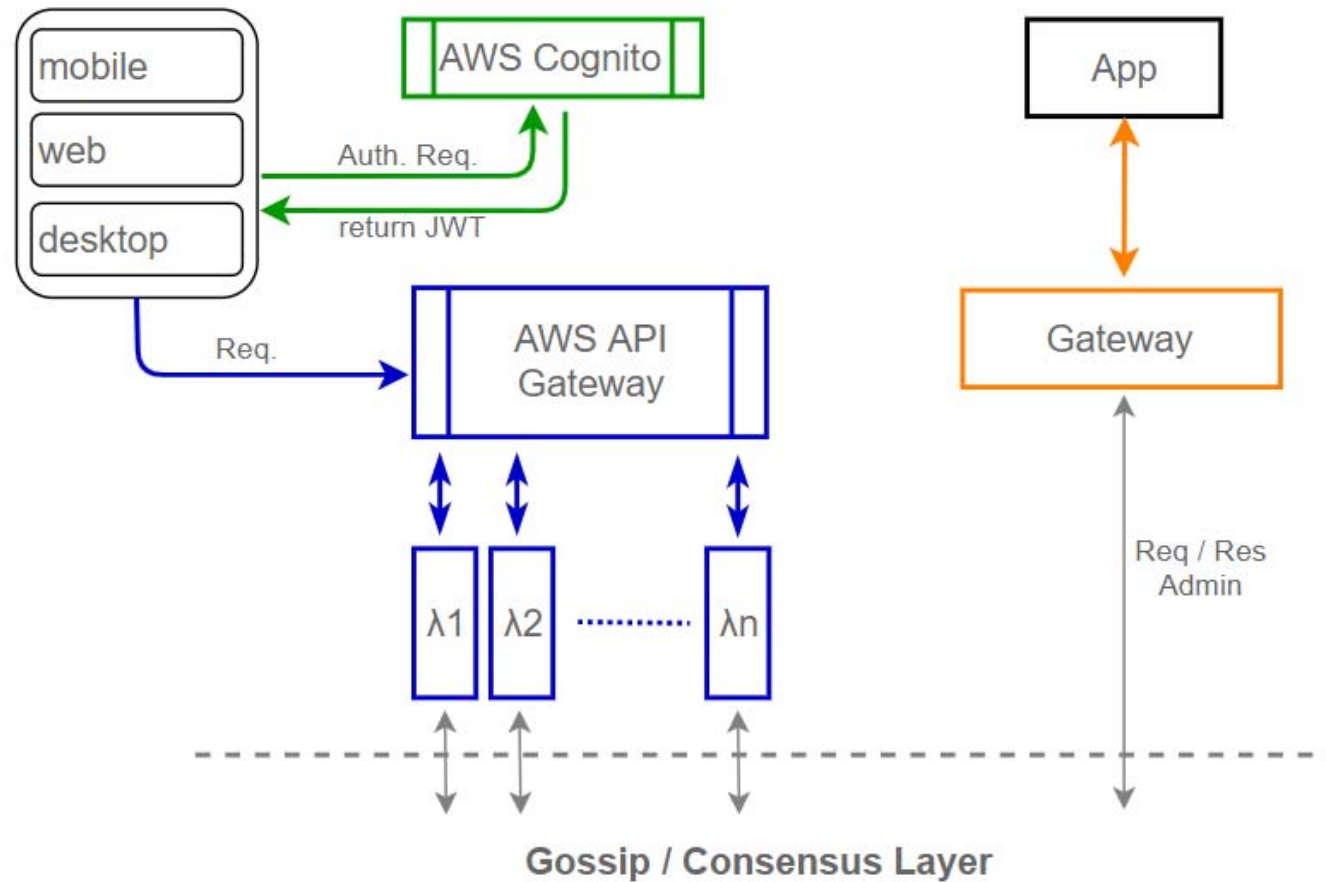 mobile
web
desktop
AWS Cognito
Auth. Req.
return JWT
Req.
AWS API
Gateway
λ1
λ2
λn
App
Gateway
Req / Res
Admin
Gossip / Consensus Layer